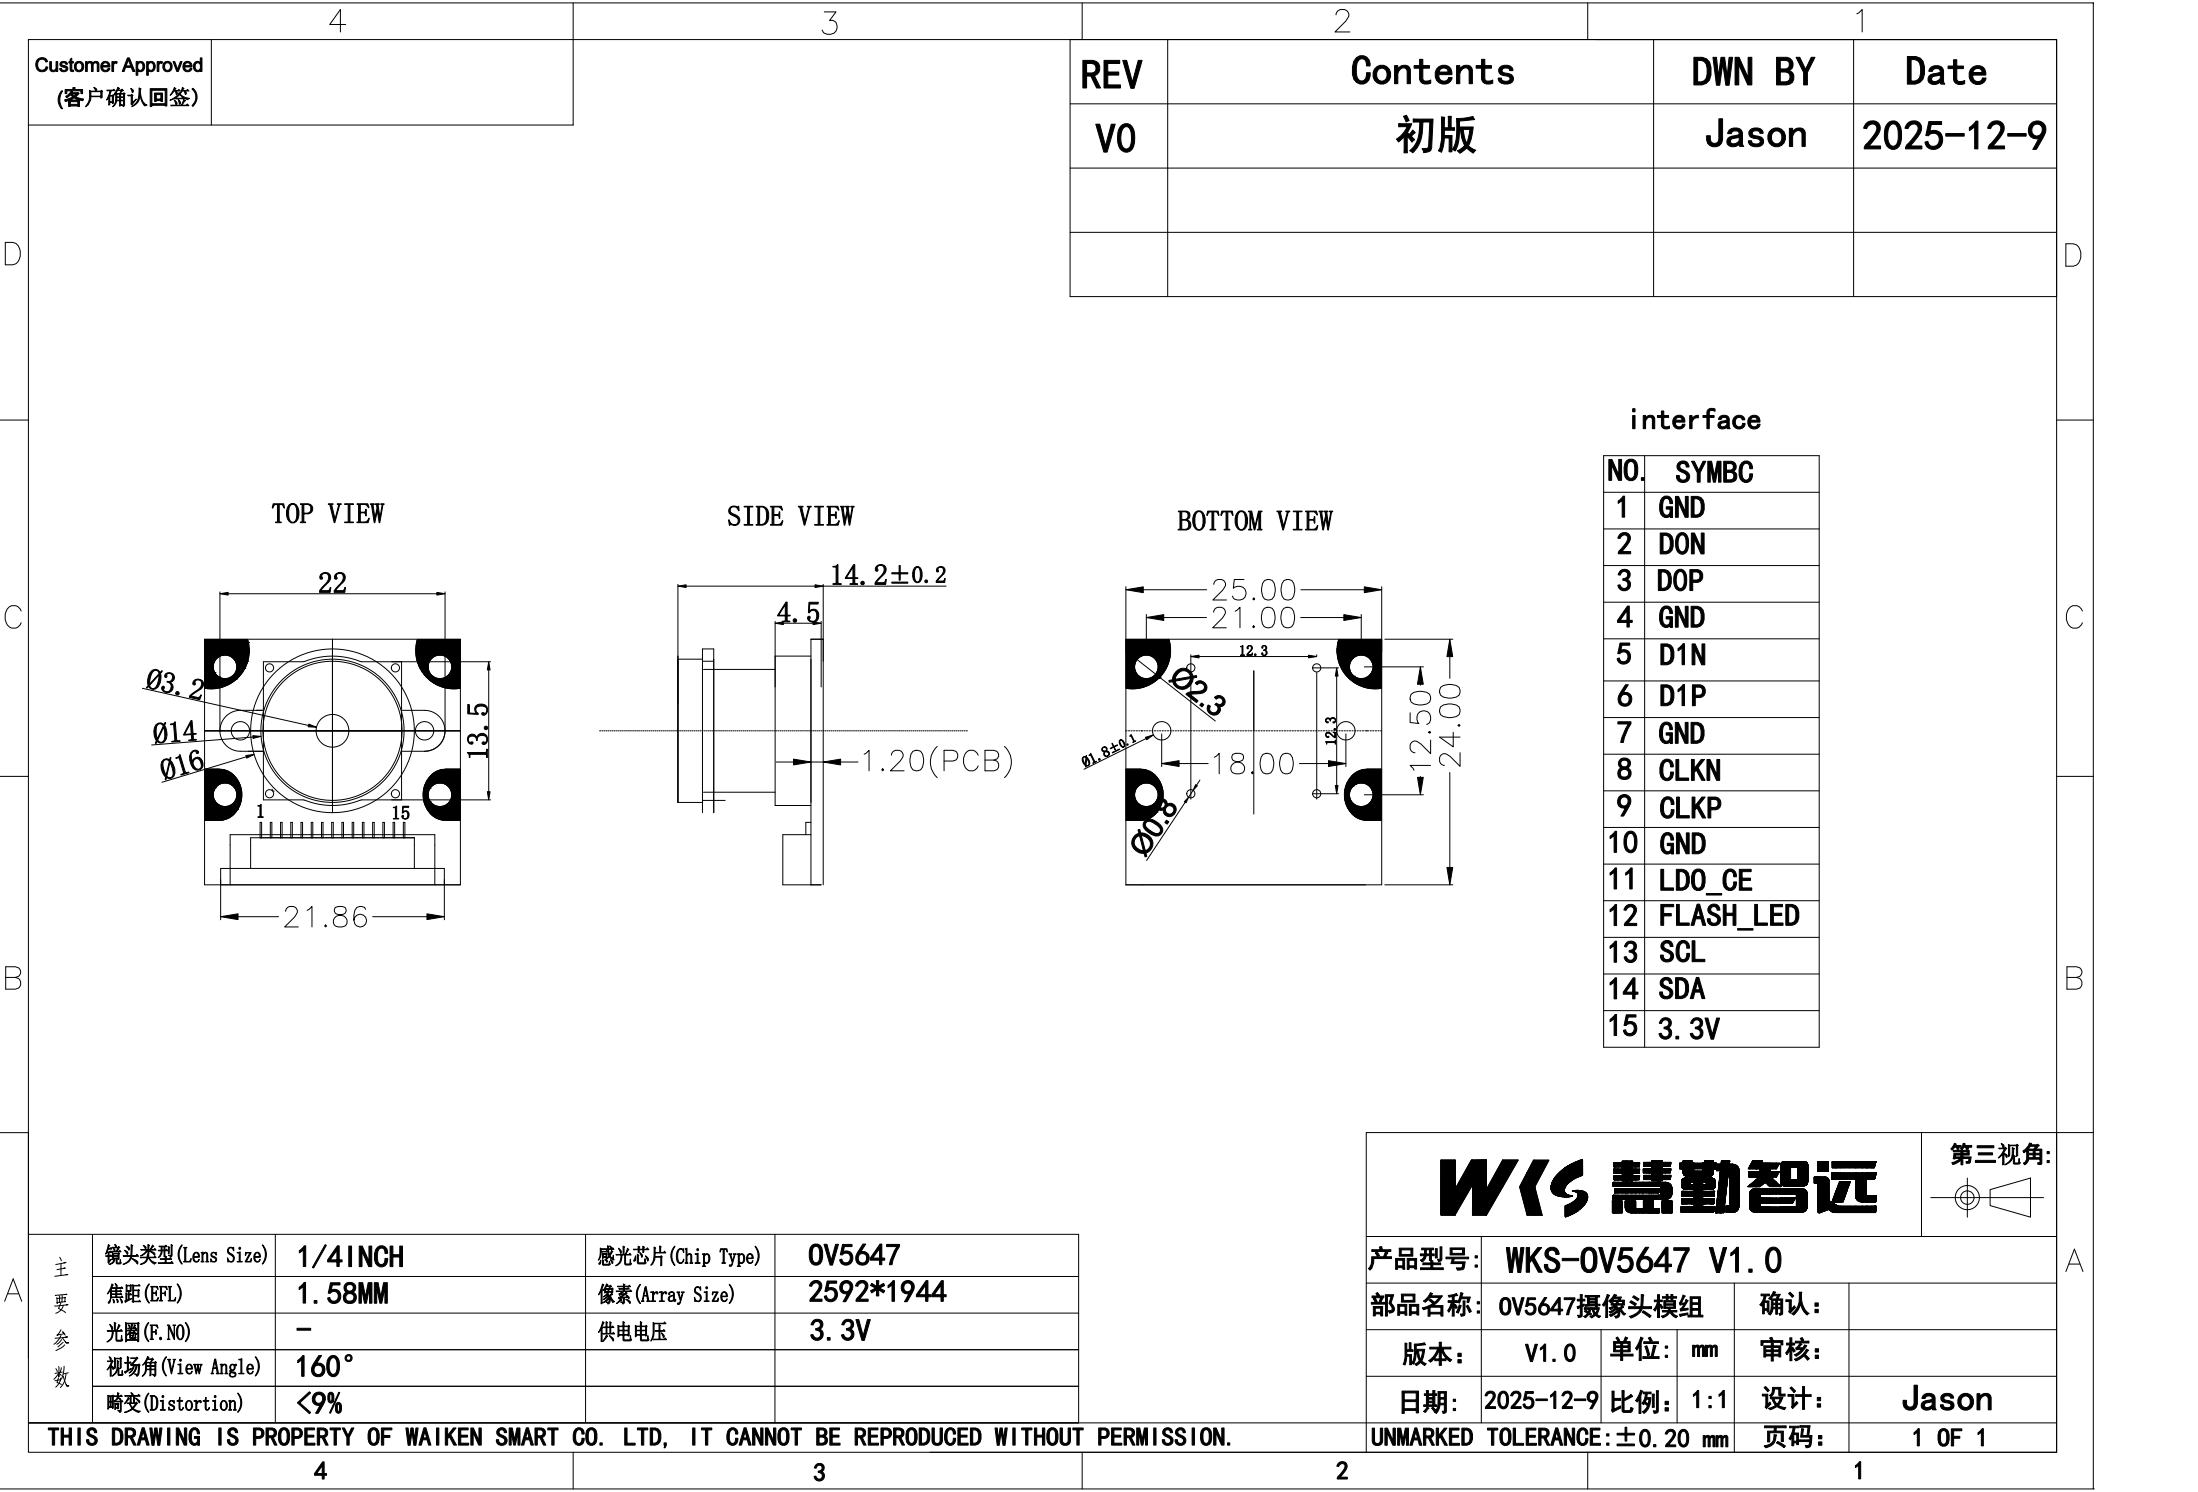 4 3 2 1
Customer Approved
(客户确认回签)
REV Contents DWN BY Date
V0 初版 Jason 2025-12-9
D D
interface
NO. SYMBC
1 GND
2 D0N
3 D0P
4 GND
5 D1N
6 D1P
7 GND
8 CLKN
9 CLKP
10 GND
11 LDO_CE
12 FLASH_LED
13 SCL
14 SDA
15 3.3V
TOP VIEW
22
Ø3.2
Ø14
Ø16
13.5
1 15
21.86
SIDE VIEW
14.2±0.2
4.5
1.20(PCB)
BOTTOM VIEW
25.00
21.00
12.3
Ø2.3
12.3
12.50
24.00
Ø1.8±0.1
18.00
Ø0.8
C C
B B
WKS 慧勤智远
第三视角:
主要参数
镜头类型(Lens Size) 1/4INCH 感光芯片(Chip Type) OV5647
焦距(EFL) 1.58MM 像素(Array Size) 2592*1944
光圈(F.NO) - 供电电压 3.3V
视场角(View Angle) 160°
畸变(Distortion) <9%
产品型号: WKS-OV5647 V1.0
部品名称: OV5647摄像头模组 确认:
版本: V1.0 单位: mm 审核:
日期: 2025-12-9 比例: 1:1 设计: Jason
UNMARKED TOLERANCE:±0.20 mm 页码: 1 OF 1
A A
THIS DRAWING IS PROPERTY OF WAIKEN SMART CO. LTD, IT CANNOT BE REPRODUCED WITHOUT PERMISSION.
4 3 2 1